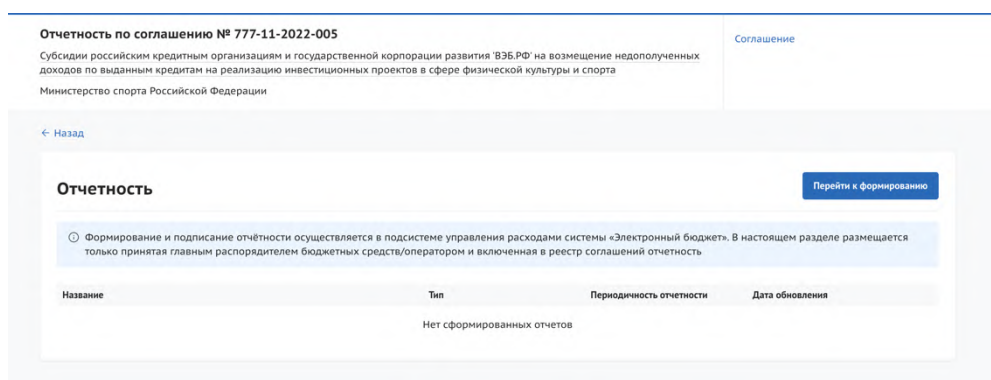 Отчетность по соглашению № 777-11-2022-005
Соглашение
Субсидии российским кредитным организациям и государственной корпорации развития 'ВЭБ.РФ' на возмещение недополученных
доходов по выданным кредитам на реализацию инвестиционных проектов в сфере физической культуры и спорта
Министерство спорта Российской Федерации
← Назад
Отчетность
Перейти к формированию
Формирование и подписание отчётности осуществляется в подсистеме управления расходами системы «Электронный бюджет». В настоящем разделе размещается
только принятая главным распорядителем бюджетных средств/оператором и включенная в реестр соглашений отчетность
Название Тип Периодичность отчетности Дата обновления
Нет сформированных отчетов